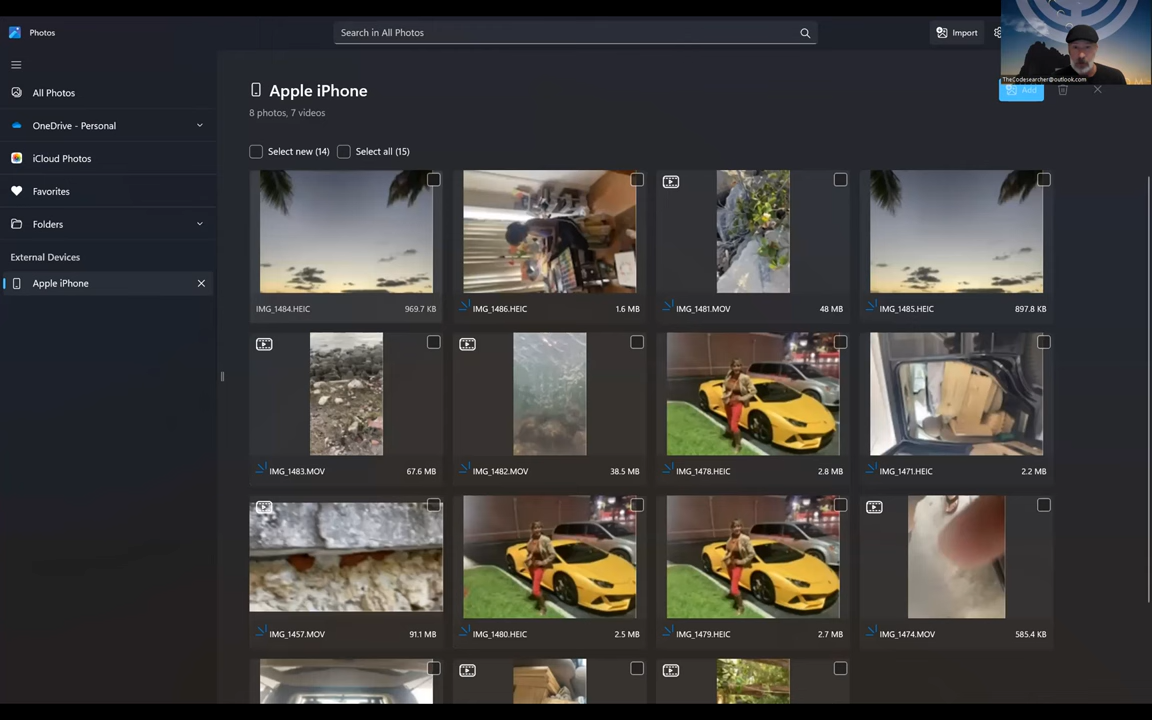 Photos
Search in All Photos
Import
TheCodesearcher@outlook.com
All Photos
OneDrive - Personal
iCloud Photos
Favorites
Folders
External Devices
Apple iPhone
Apple iPhone
Add
8 photos, 7 videos
Select new (14)
Select all (15)
IMG_1484.HEIC 969.7 KB
IMG_1486.HEIC 1.6 MB
IMG_1481.MOV 48 MB
IMG_1485.HEIC 897.8 KB
IMG_1483.MOV 67.6 MB
IMG_1482.MOV 38.5 MB
IMG_1478.HEIC 2.8 MB
IMG_1471.HEIC 2.2 MB
IMG_1457.MOV 91.1 MB
IMG_1480.HEIC 2.5 MB
IMG_1479.HEIC 2.7 MB
IMG_1474.MOV 585.4 KB